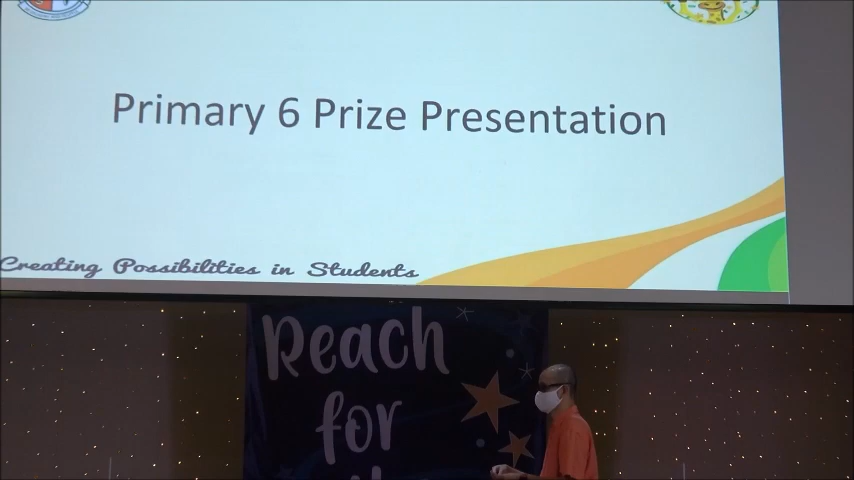 Primary 6 Prize Presentation
Creating Possibilities in Students
Reach
for